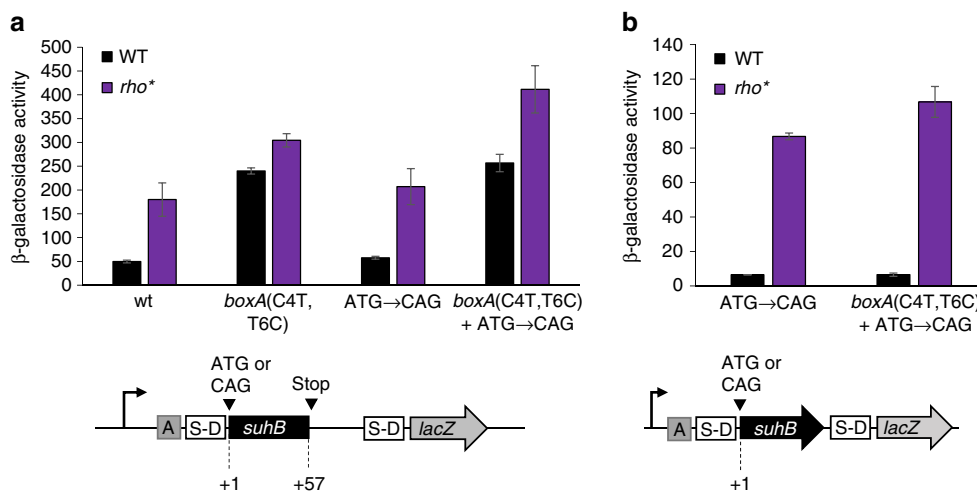 a
β-galactosidase activity
500
450
400
350
300
250
200
150
100
50
0
WT
rho*
wt
boxA(C4T,
T6C)
ATG→CAG
boxA(C4T,T6C)
+ ATG→CAG
ATG or
CAG
Stop
A
S-D
suhB
S-D
lacZ
+1
+57
b
β-galactosidase activity
140
120
100
80
60
40
20
0
WT
rho*
ATG→CAG
boxA(C4T,T6C)
+ ATG→CAG
ATG or
CAG
A
S-D
suhB
S-D
lacZ
+1